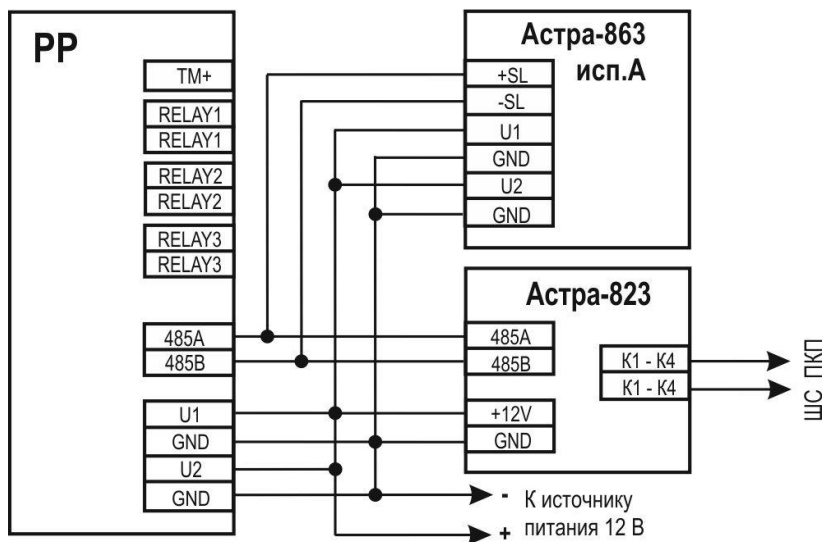 РР
TM+
RELAY1
RELAY1
RELAY2
RELAY2
RELAY3
RELAY3
485A
485B
U1
GND
U2
GND
Астра-863
исп.А
+SL
-SL
U1
GND
U2
GND
Астра-823
485A
485B
+12V
GND
К1 - К4
К1 - К4
ШС ПКП
- К источнику
+ питания 12 В